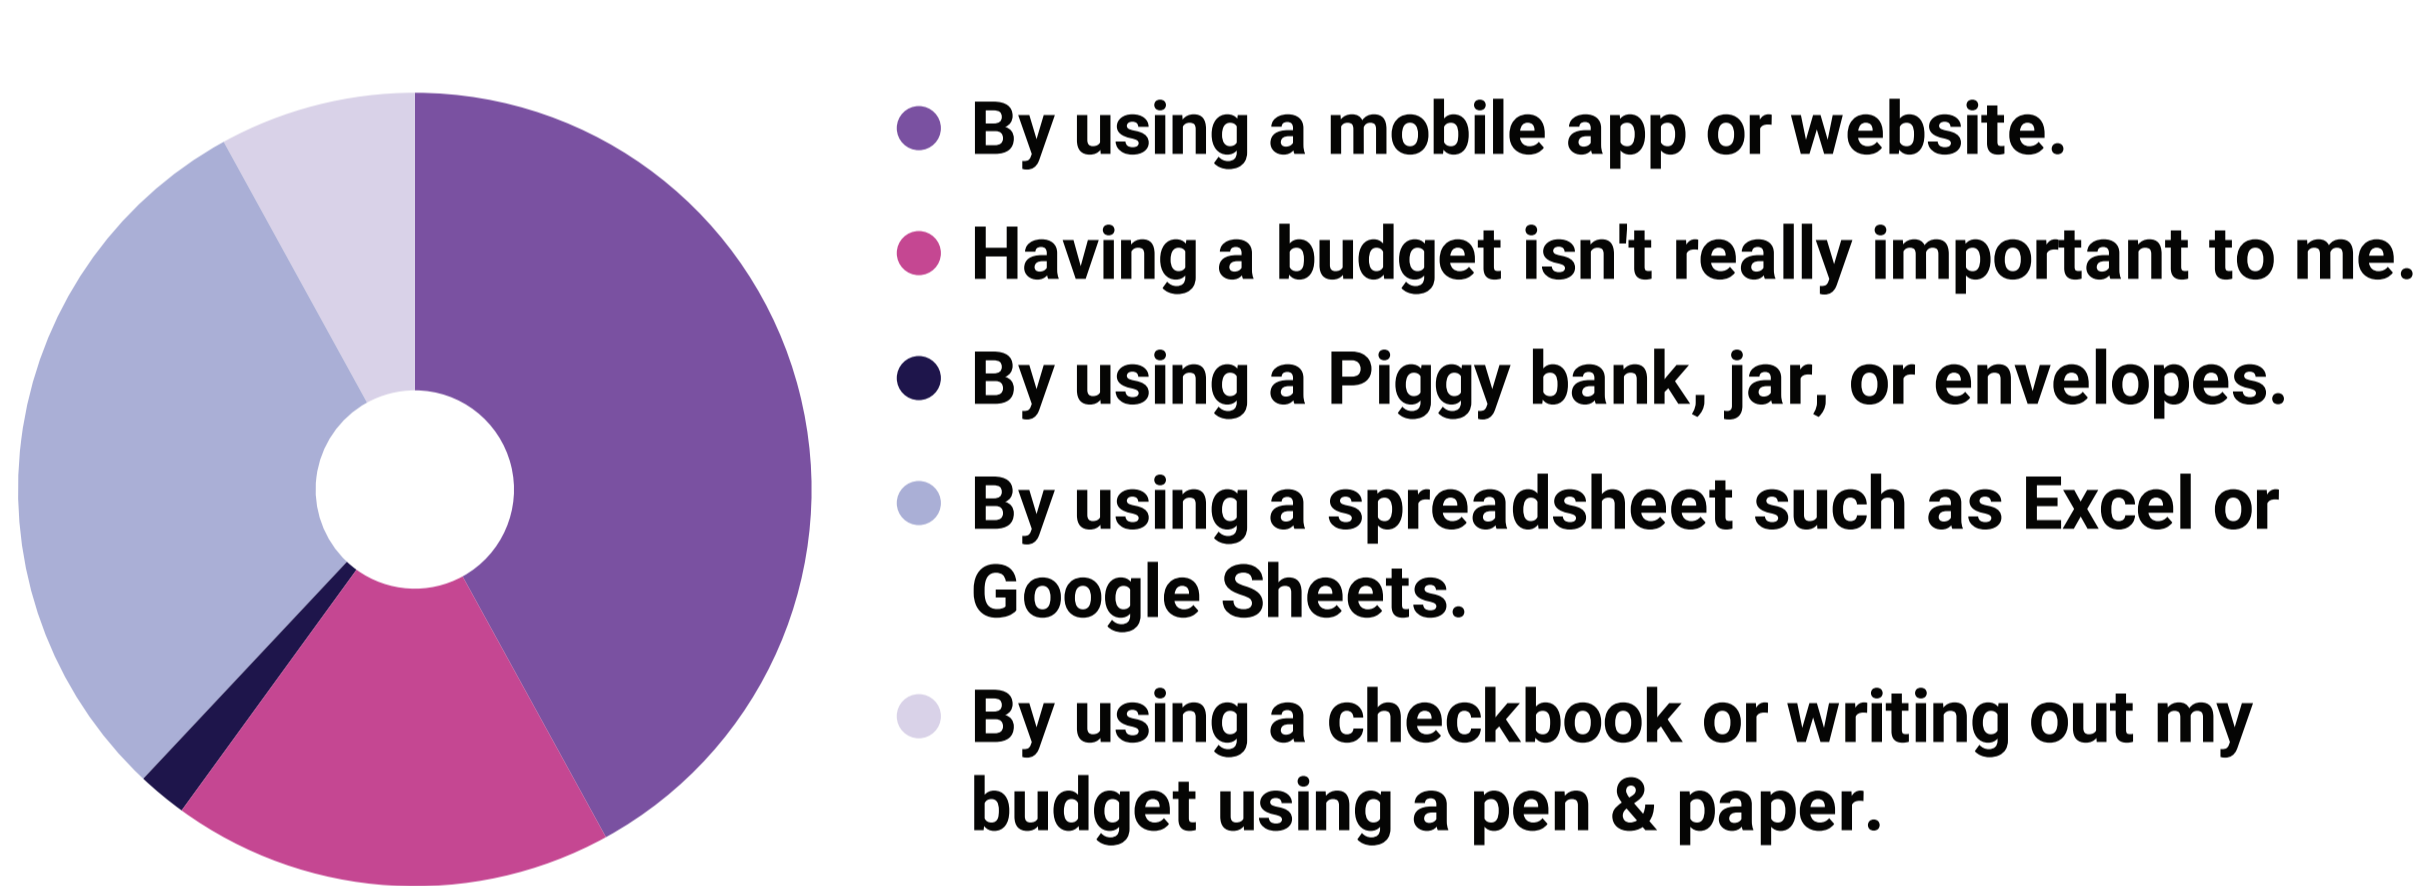 By using a mobile app or website.
Having a budget isn't really important to me.
By using a Piggy bank, jar, or envelopes.
By using a spreadsheet such as Excel or
Google Sheets.
By using a checkbook or writing out my
budget using a pen & paper.